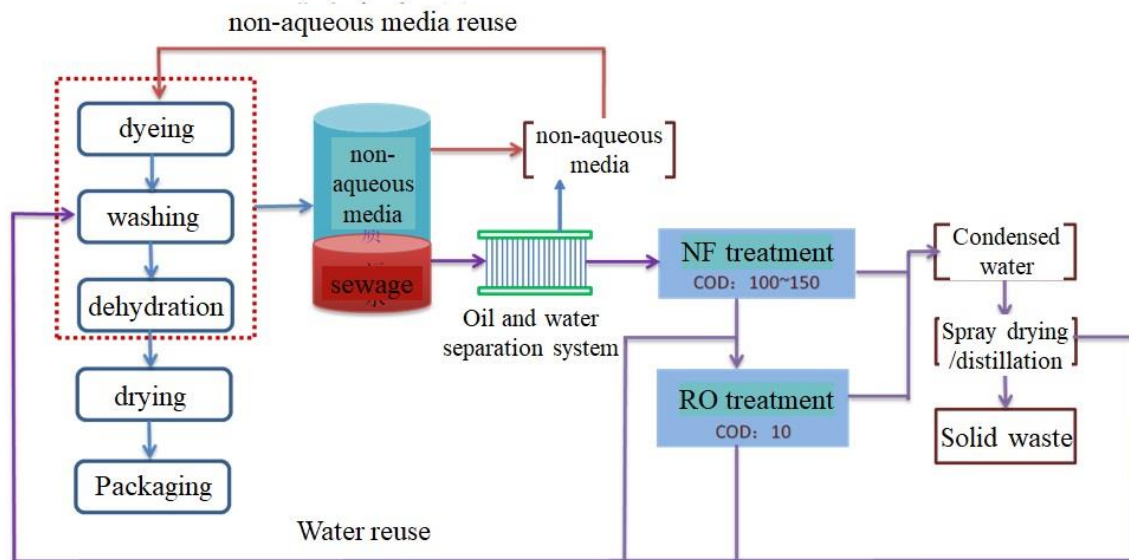 non-aqueous media reuse
dyeing
washing
dehydration
drying
Packaging
non-
aqueous
media
sewage
non-aqueous
media
Oil and water
separation system
NF treatment
COD：100~150
RO treatment
COD：10
Condensed
water
Spray drying
/distillation
Solid waste
Water reuse